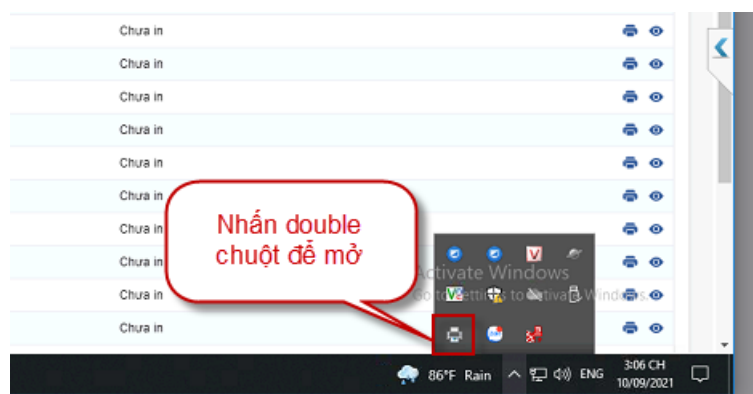 Chưa in
Chưa in
Chưa in
Chưa in
Chưa in
Chưa in
Chưa in
Chưa in
Chưa in
Chưa in
Nhấn double
chuột để mở
Activate Windows
Go to Settings to activate Windows.
86°F Rain
ENG
3:06 CH
10/09/2021